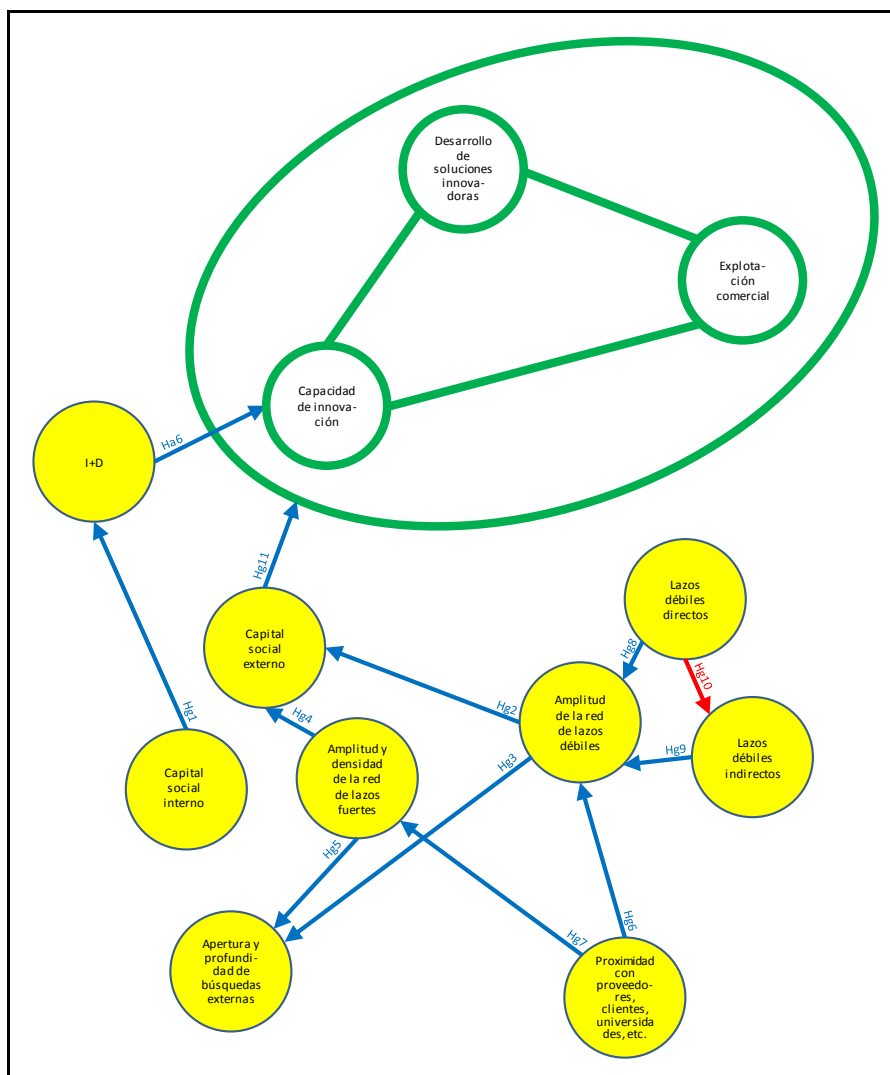 Desarrollo
de
soluciones
innova-
doras
Explota-
ción
comercial
Capacidad
de innova-
ción
Ha6
I+D
Hg11
Lazos
débiles
directos
Hg8
Hg10
Capital
social
externo
Hg2
Amplitud
de la red
de lazos
débiles
Hg9
Lazos
débiles
indirectos
Hg1
Hg4
Hg3
Capital
social
interno
Amplitud y
densidad
de la red
de lazos
fuertes
Hg5
Hg7
Hg6
Apertura y
profundi-
dad de
búsquedas
externas
Proximidad
con
proveedo-
res,
clientes,
universida
des, etc.